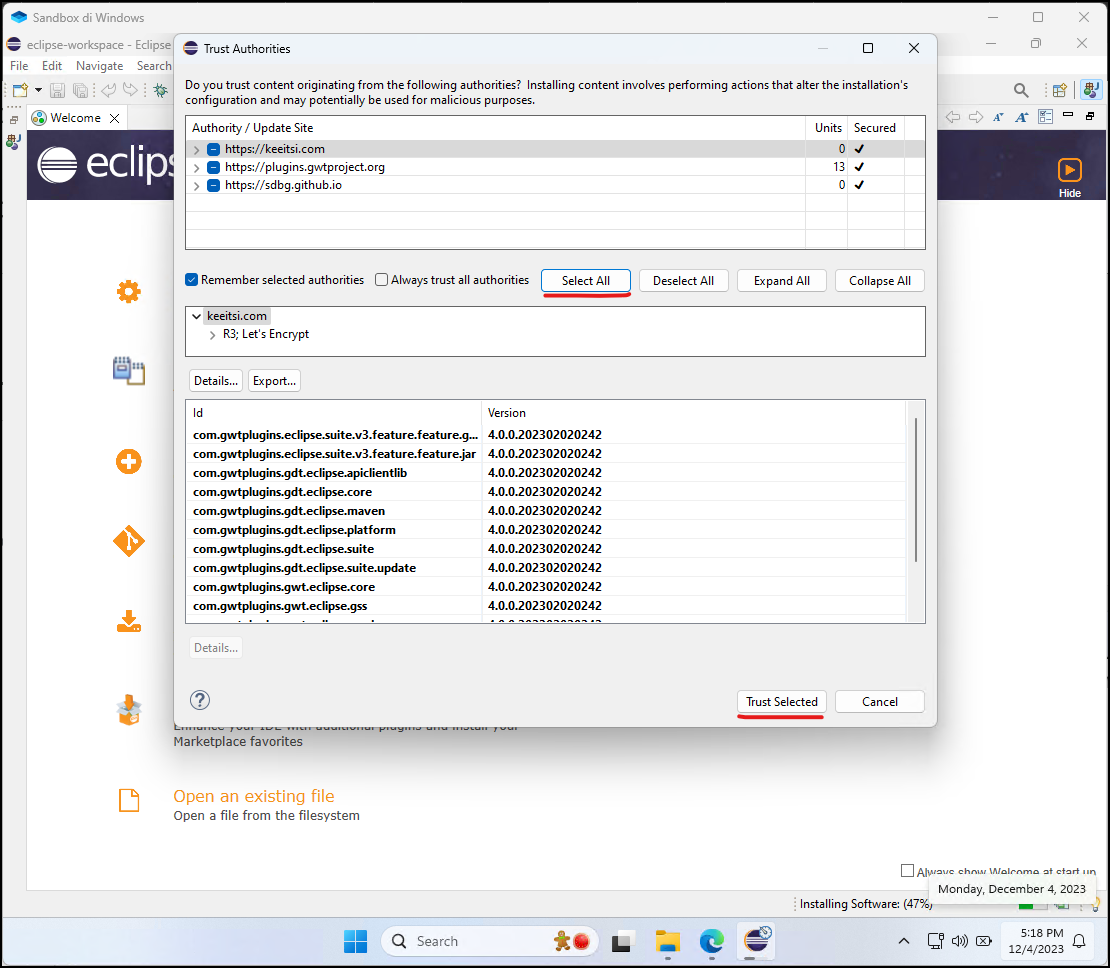 Sandbox di Windows
eclipse-workspace - Eclipse
File Edit Navigate Search
Welcome
eclips
Hide
Trust Authorities
Do you trust content originating from the following authorities? Installing content involves performing actions that alter the installation's
configuration and may potentially be used for malicious purposes.
Authority / Update Site Units Secured
https://keeitsi.com 0
https://plugins.gwtproject.org 13
https://sdbg.github.io 0
Remember selected authorities Always trust all authorities Select All Deselect All Expand All Collapse All
keeitsi.com
R3; Let's Encrypt
Details... Export...
Id Version
com.gwtplugins.eclipse.suite.v3.feature.feature.g... 4.0.0.202302020242
com.gwtplugins.eclipse.suite.v3.feature.feature.jar 4.0.0.202302020242
com.gwtplugins.gdt.eclipse.apiclientlib 4.0.0.202302020242
com.gwtplugins.gdt.eclipse.core 4.0.0.202302020242
com.gwtplugins.gdt.eclipse.maven 4.0.0.202302020242
com.gwtplugins.gdt.eclipse.platform 4.0.0.202302020242
com.gwtplugins.gdt.eclipse.suite 4.0.0.202302020242
com.gwtplugins.gdt.eclipse.suite.update 4.0.0.202302020242
com.gwtplugins.gwt.eclipse.core 4.0.0.202302020242
com.gwtplugins.gwt.eclipse.gss 4.0.0.202302020242
Details...
Trust Selected Cancel
Enhance your IDE with additional plugins and install your
Marketplace favorites
Open an existing file
Open a file from the filesystem
Always show Welcome at start up
Monday, December 4, 2023
Installing Software: (47%)
Search
5:18 PM
12/4/2023